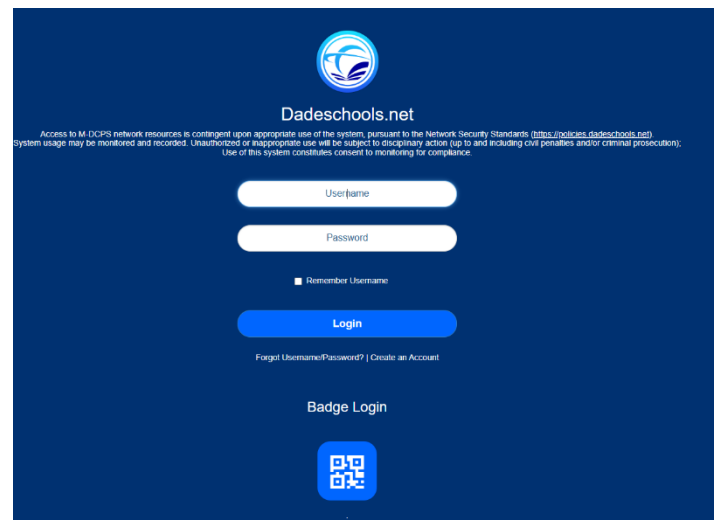 Dadeschools.net
Access to M-DCPS network resources is contingent upon appropriate use of the system, pursuant to the Network Security Standards (https://policies.dadeschools.net).
System usage may be monitored and recorded. Unauthorized or inappropriate use will be subject to disciplinary action (up to and including civil penalties and/or criminal prosecution);
Use of this system constitutes consent to monitoring for compliance.
Username
Password
Remember Username
Login
Forgot Username/Password? | Create an Account
Badge Login